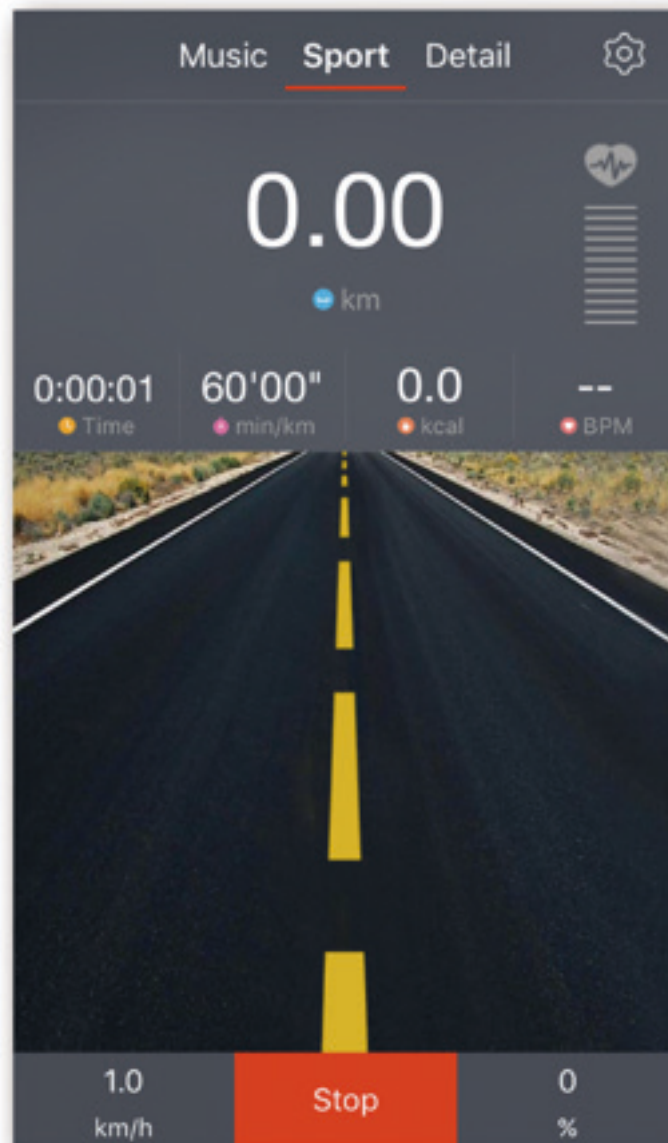 Music Sport Detail
0.00
km
0:00:01 60'00" 0.0 --
Time min/km kcal BPM
1.0 Stop 0
km/h %